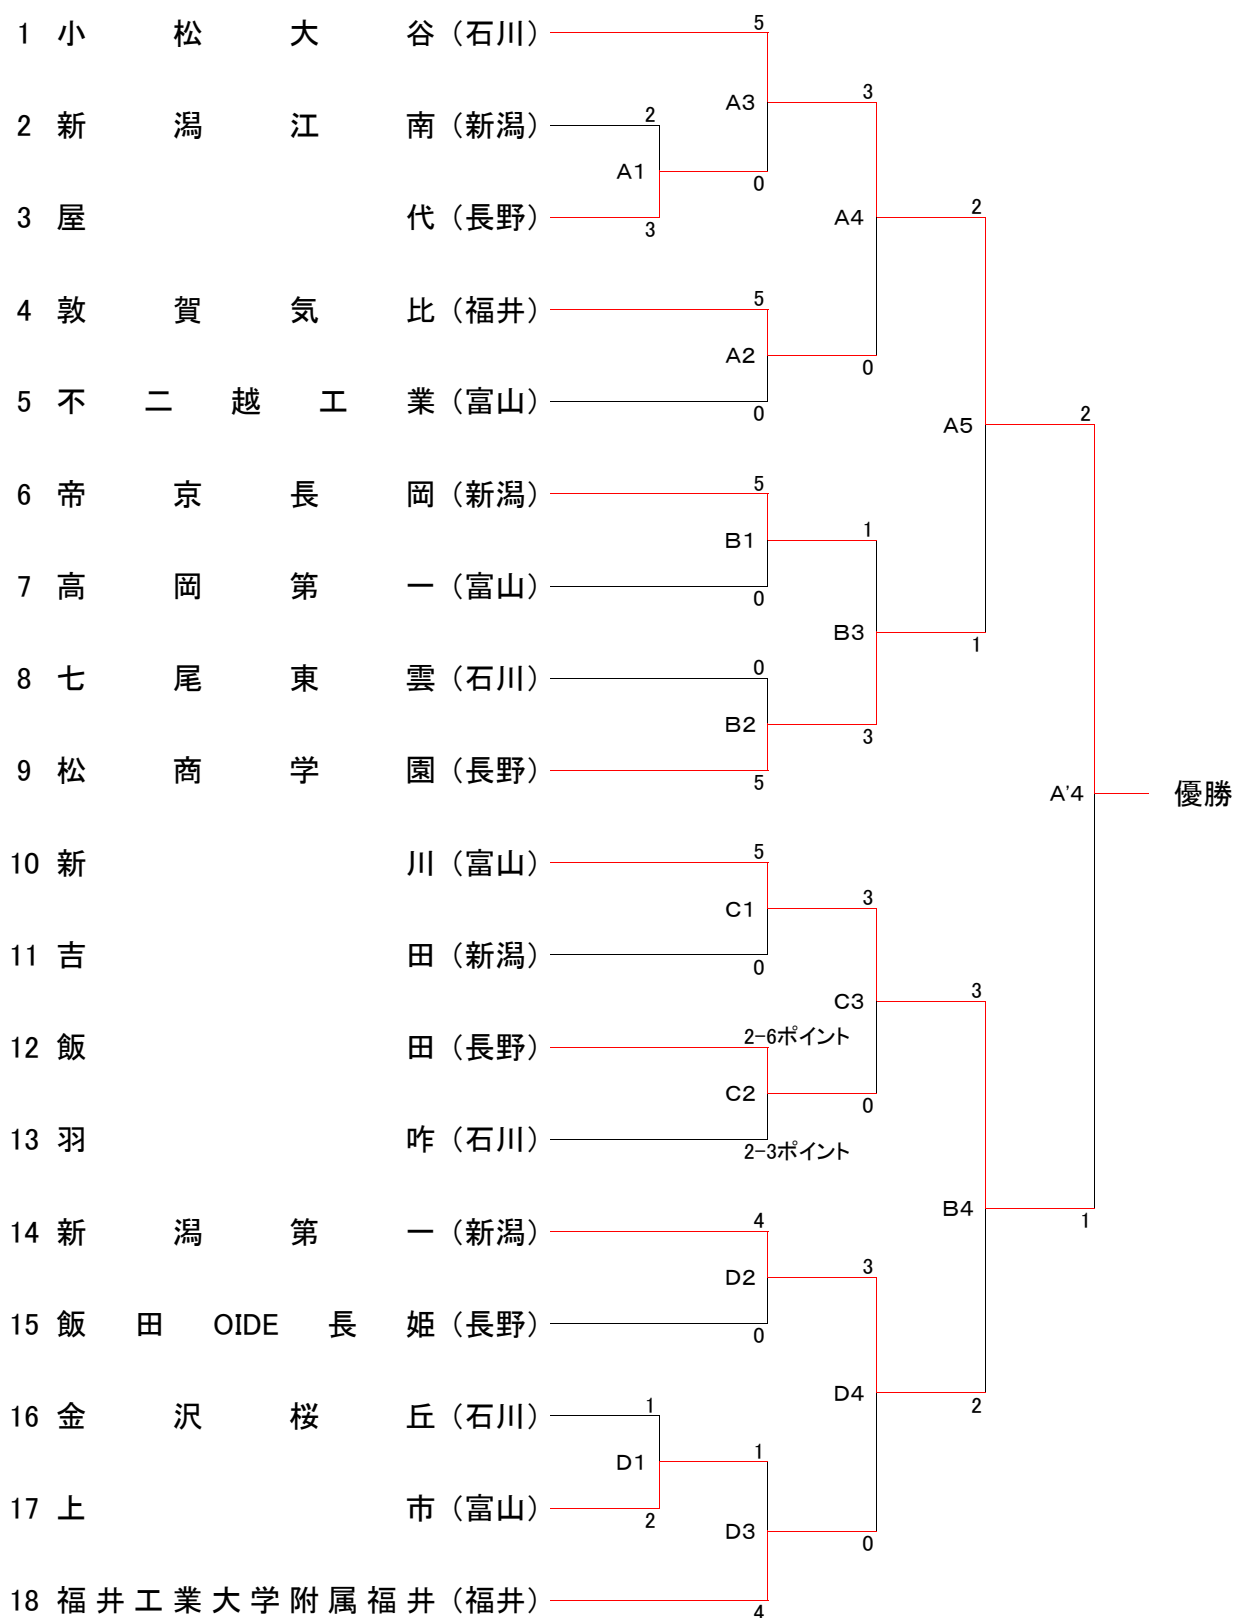 5
1 小松大谷（石川）
3
A3
2
2 新潟江南（新潟）
A1
0
3 屋代（長野）
3
A4
2
4 敦賀気比（福井）
5
A2
0
5 不二越工業（富山）
0
2
A5
6 帝京長岡（新潟）
5
1
B1
7 高岡第一（富山）
0
B3
1
8 七尾東雲（石川）
0
B2
3
9 松商学園（長野）
5
A'4
優勝
10 新川（富山）
5
3
C1
11 吉田（新潟）
0
3
C3
12 飯田（長野）
2-6ポイント
C2
0
13 羽咋（石川）
2-3ポイント
B4
1
14 新潟第一（新潟）
4
3
D2
15 飯田OIDE長姫（長野）
0
D4
2
16 金沢桜丘（石川）
1
1
D1
17 上市（富山）
2
D3
0
18 福井工業大学附属福井（福井）
4